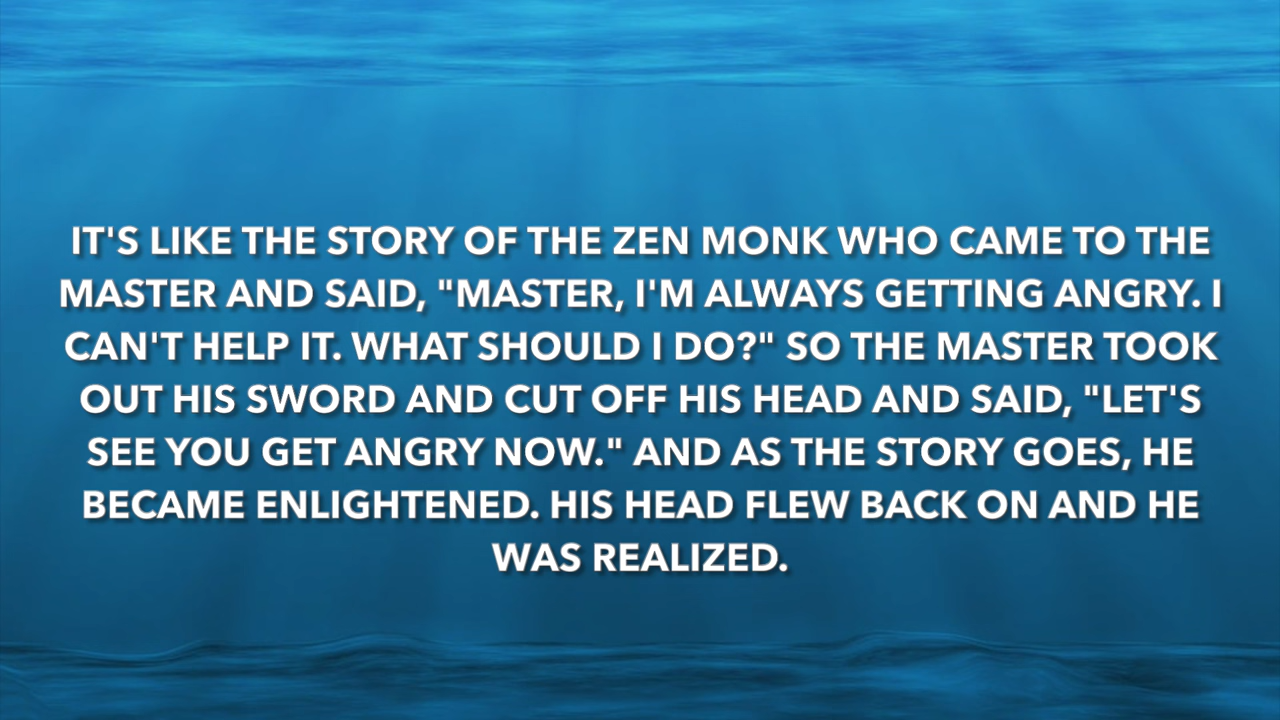 IT'S LIKE THE STORY OF THE ZEN MONK WHO CAME TO THE
MASTER AND SAID, "MASTER, I'M ALWAYS GETTING ANGRY. I
CAN'T HELP IT. WHAT SHOULD I DO?" SO THE MASTER TOOK
OUT HIS SWORD AND CUT OFF HIS HEAD AND SAID, "LET'S
SEE YOU GET ANGRY NOW." AND AS THE STORY GOES, HE
BECAME ENLIGHTENED. HIS HEAD FLEW BACK ON AND HE
WAS REALIZED.